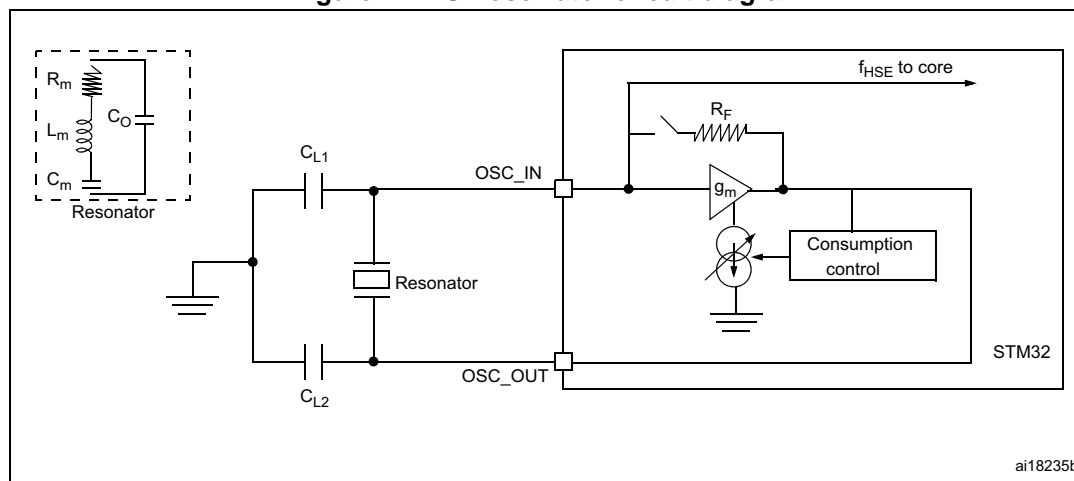 R_m
L_m
C_O
C_m
Resonator
C_L1
C_L2
Resonator
OSC_IN
OSC_OUT
f_HSE to core
R_F
g_m
Consumption
control
STM32
ai18235b